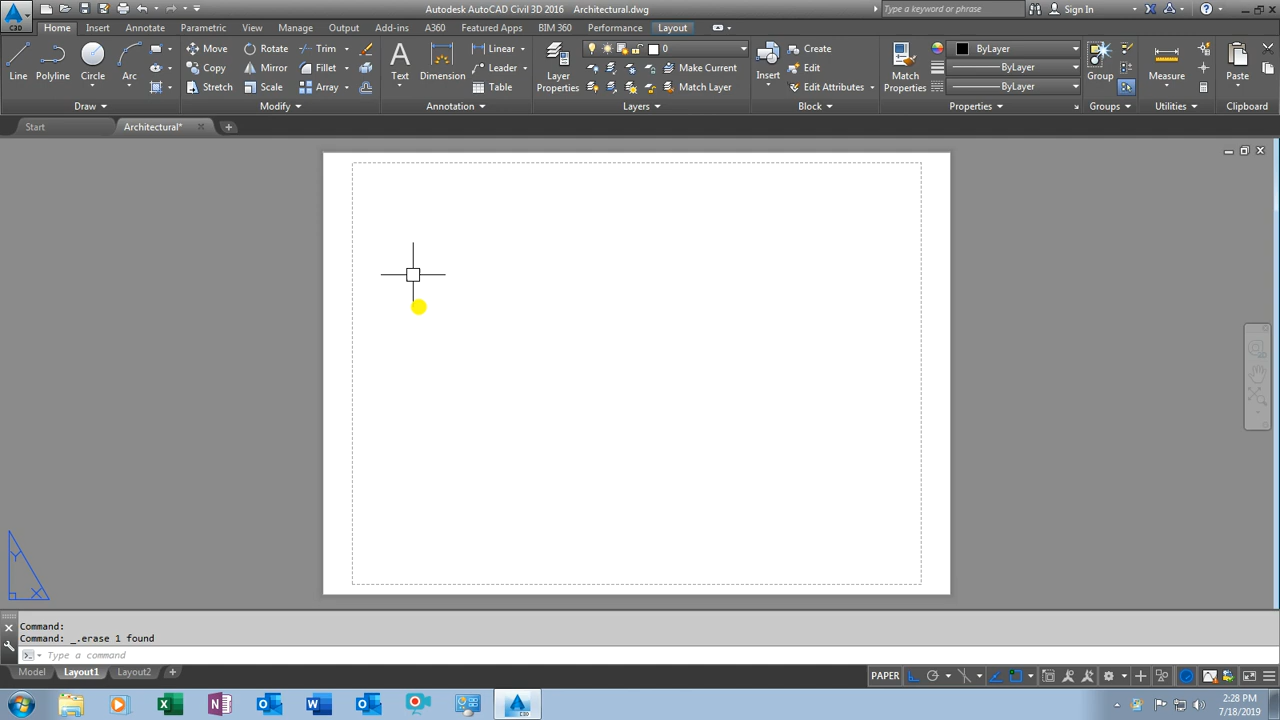 Autodesk AutoCAD Civil 3D 2016 Architectural.dwg
Type a keyword or phrase
Sign In
C3D
Home Insert Annotate Parametric View Manage Output Add-ins A360 Featured Apps BIM 360 Performance Layout
Move Rotate Trim Linear 0 Create ByLayer
Copy Mirror Fillet Leader Make Current Edit ByLayer
Line Polyline Circle Arc Text Dimension Layer Properties Insert Match Properties Group Measure Paste
Stretch Scale Array Table Match Layer Edit Attributes ByLayer
Draw Modify Annotation Layers Block Properties Groups Utilities Clipboard
Start Architectural*
Y
X
Command:
Command: _.erase 1 found
Type a command
Model Layout1 Layout2
PAPER
2:28 PM
7/18/2019